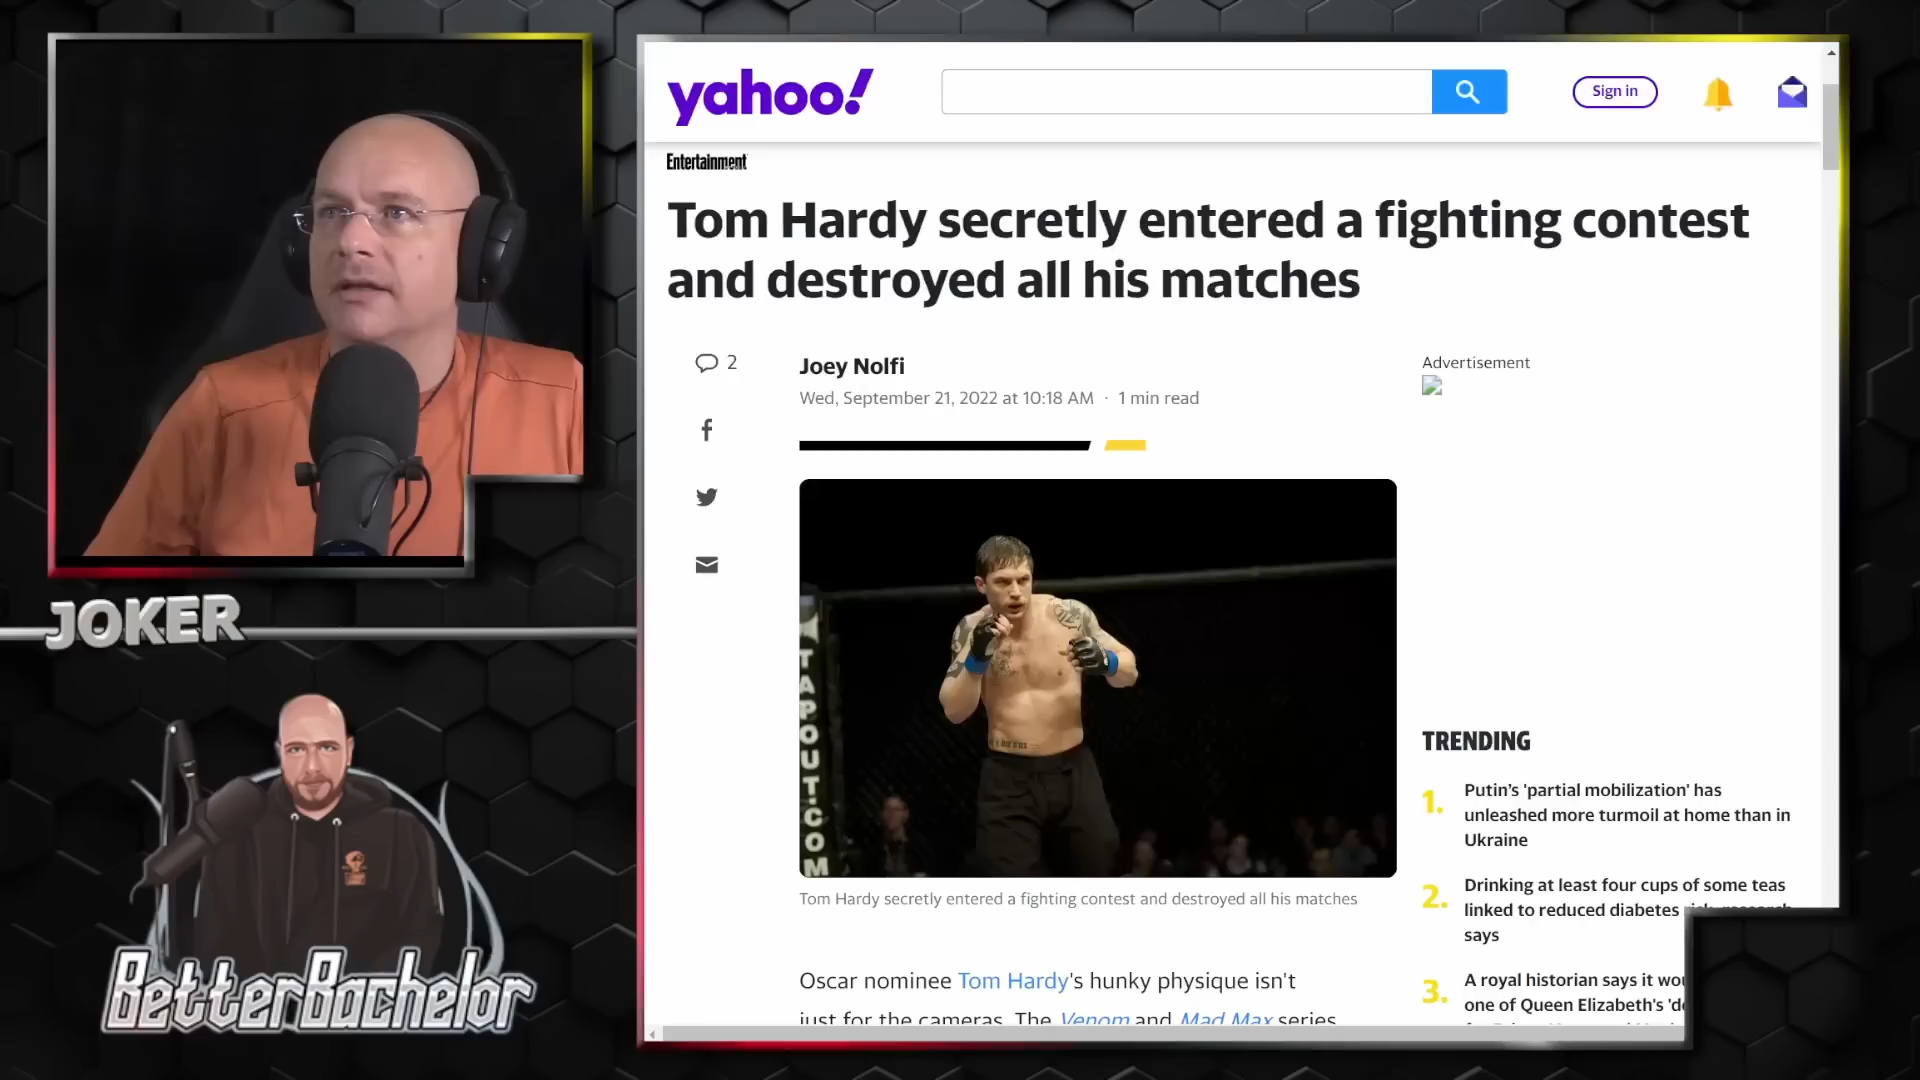 yahoo!
Sign in
Entertainment
Tom Hardy secretly entered a fighting contest
and destroyed all his matches
2
Joey Nolfi
Wed, September 21, 2022 at 10:18 AM · 1 min read
Advertisement
TAPOUT.COM
Tom Hardy secretly entered a fighting contest and destroyed all his matches
Oscar nominee Tom Hardy's hunky physique isn't
just for the cameras. The Venom and Mad Max series
TRENDING
1. Putin's 'partial mobilization' has
unleashed more turmoil at home than in
Ukraine
2. Drinking at least four cups of some teas
linked to reduced diabetes risk, research
says
3. A royal historian says it wou
one of Queen Elizabeth's 'de
JOKER
BetterBachelor